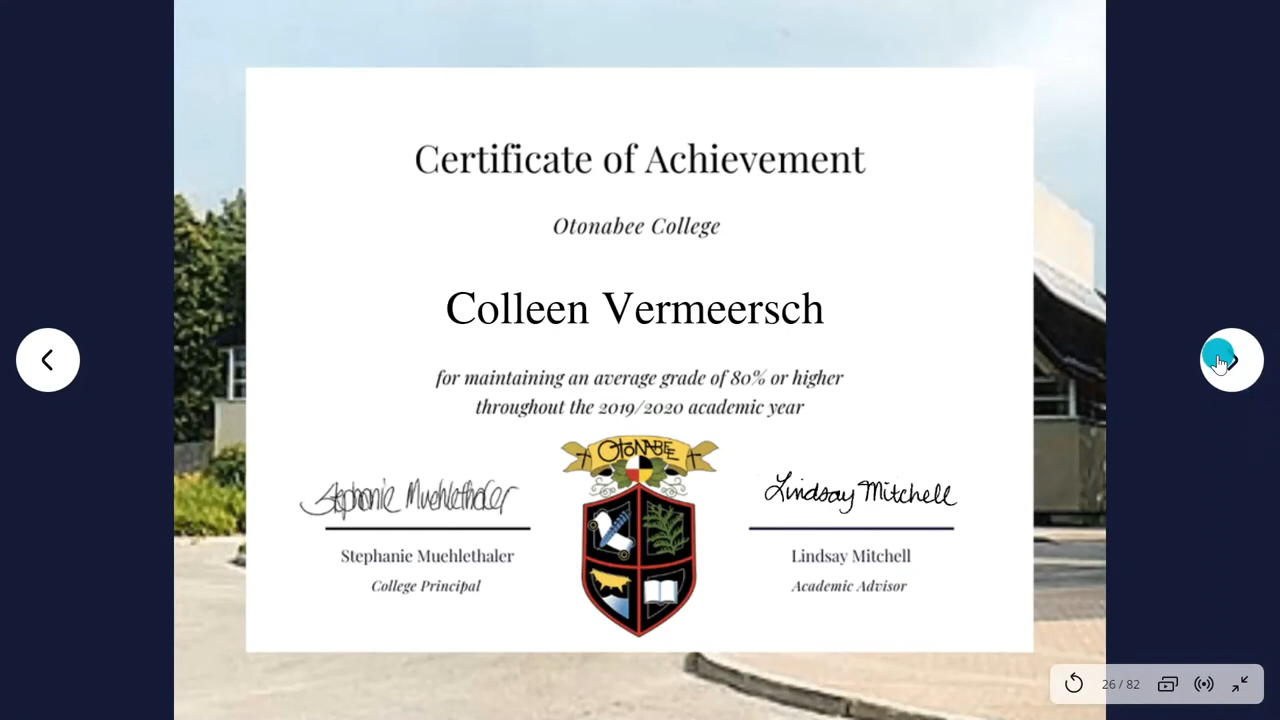 Certificate of Achievement
Otonabee College
Colleen Vermeersch
for maintaining an average grade of 80% or higher
throughout the 2019/2020 academic year
OTONABEE
Stephanie Muehlethaler
Lindsay Mitchell
Stephanie Muehlethaler
Lindsay Mitchell
College Principal
Academic Advisor
26 / 82